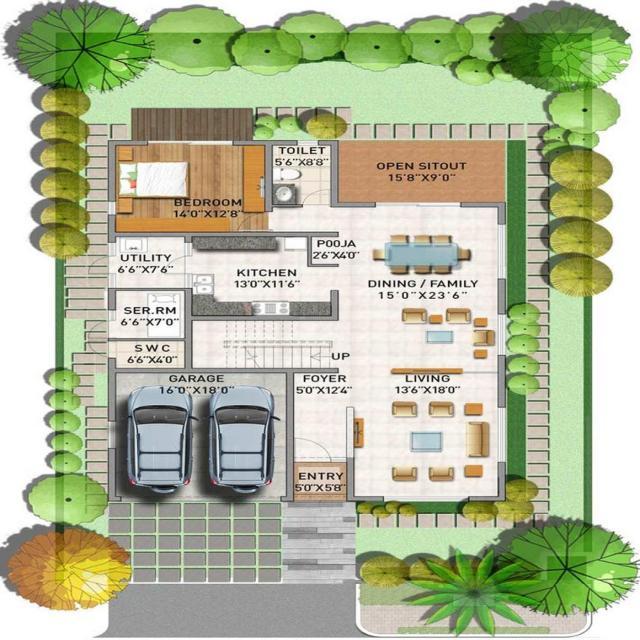 TOILET
5'6"X8'8"
OPEN SITOUT
15'8"X9'0"
BEDROOM
14'0"X12'8"
POOJA
2'6"X4'0"
UTILITY
6'6"X7'6"
KITCHEN
13'0"X11'6"
DINING / FAMILY
15'0"X23'6"
SER.RM
6'6"X7'0"
SWC
6'6"X4'0"
UP
GARAGE
16'0"X18'0"
FOYER
5'0"X12'4"
LIVING
13'6"X18'0"
ENTRY
5'0"X5'8"